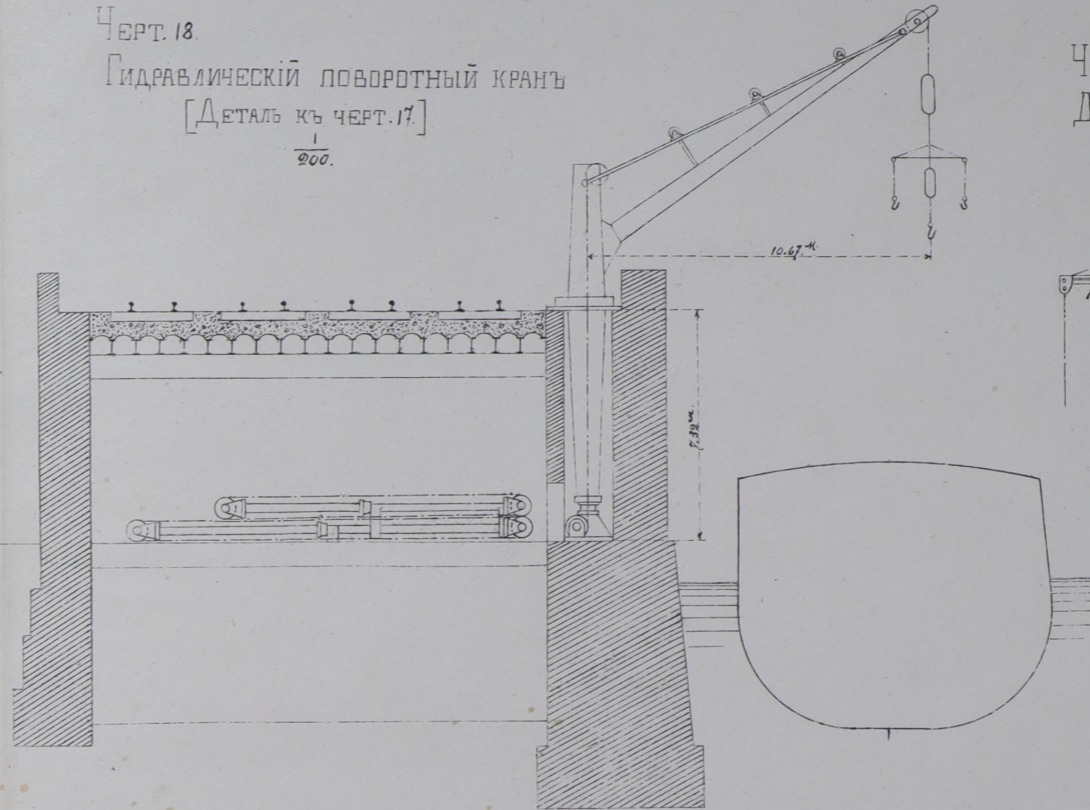 Черт. 18.
Гидравлическій поворотный кранъ
[Деталь къ черт. 17.]
1
200.
10.67 м.
7.32 м.
Ч
Д